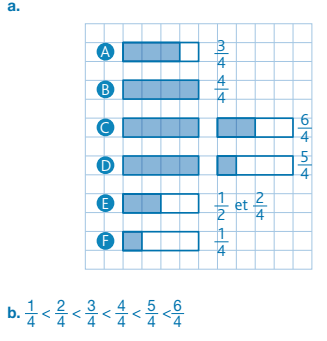 a.
A 3/4
B 4/4
C 6/4
D 5/4
E 1/2 et 2/4
F 1/4
b. 1/4 < 2/4 < 3/4 < 4/4 < 5/4 < 6/4